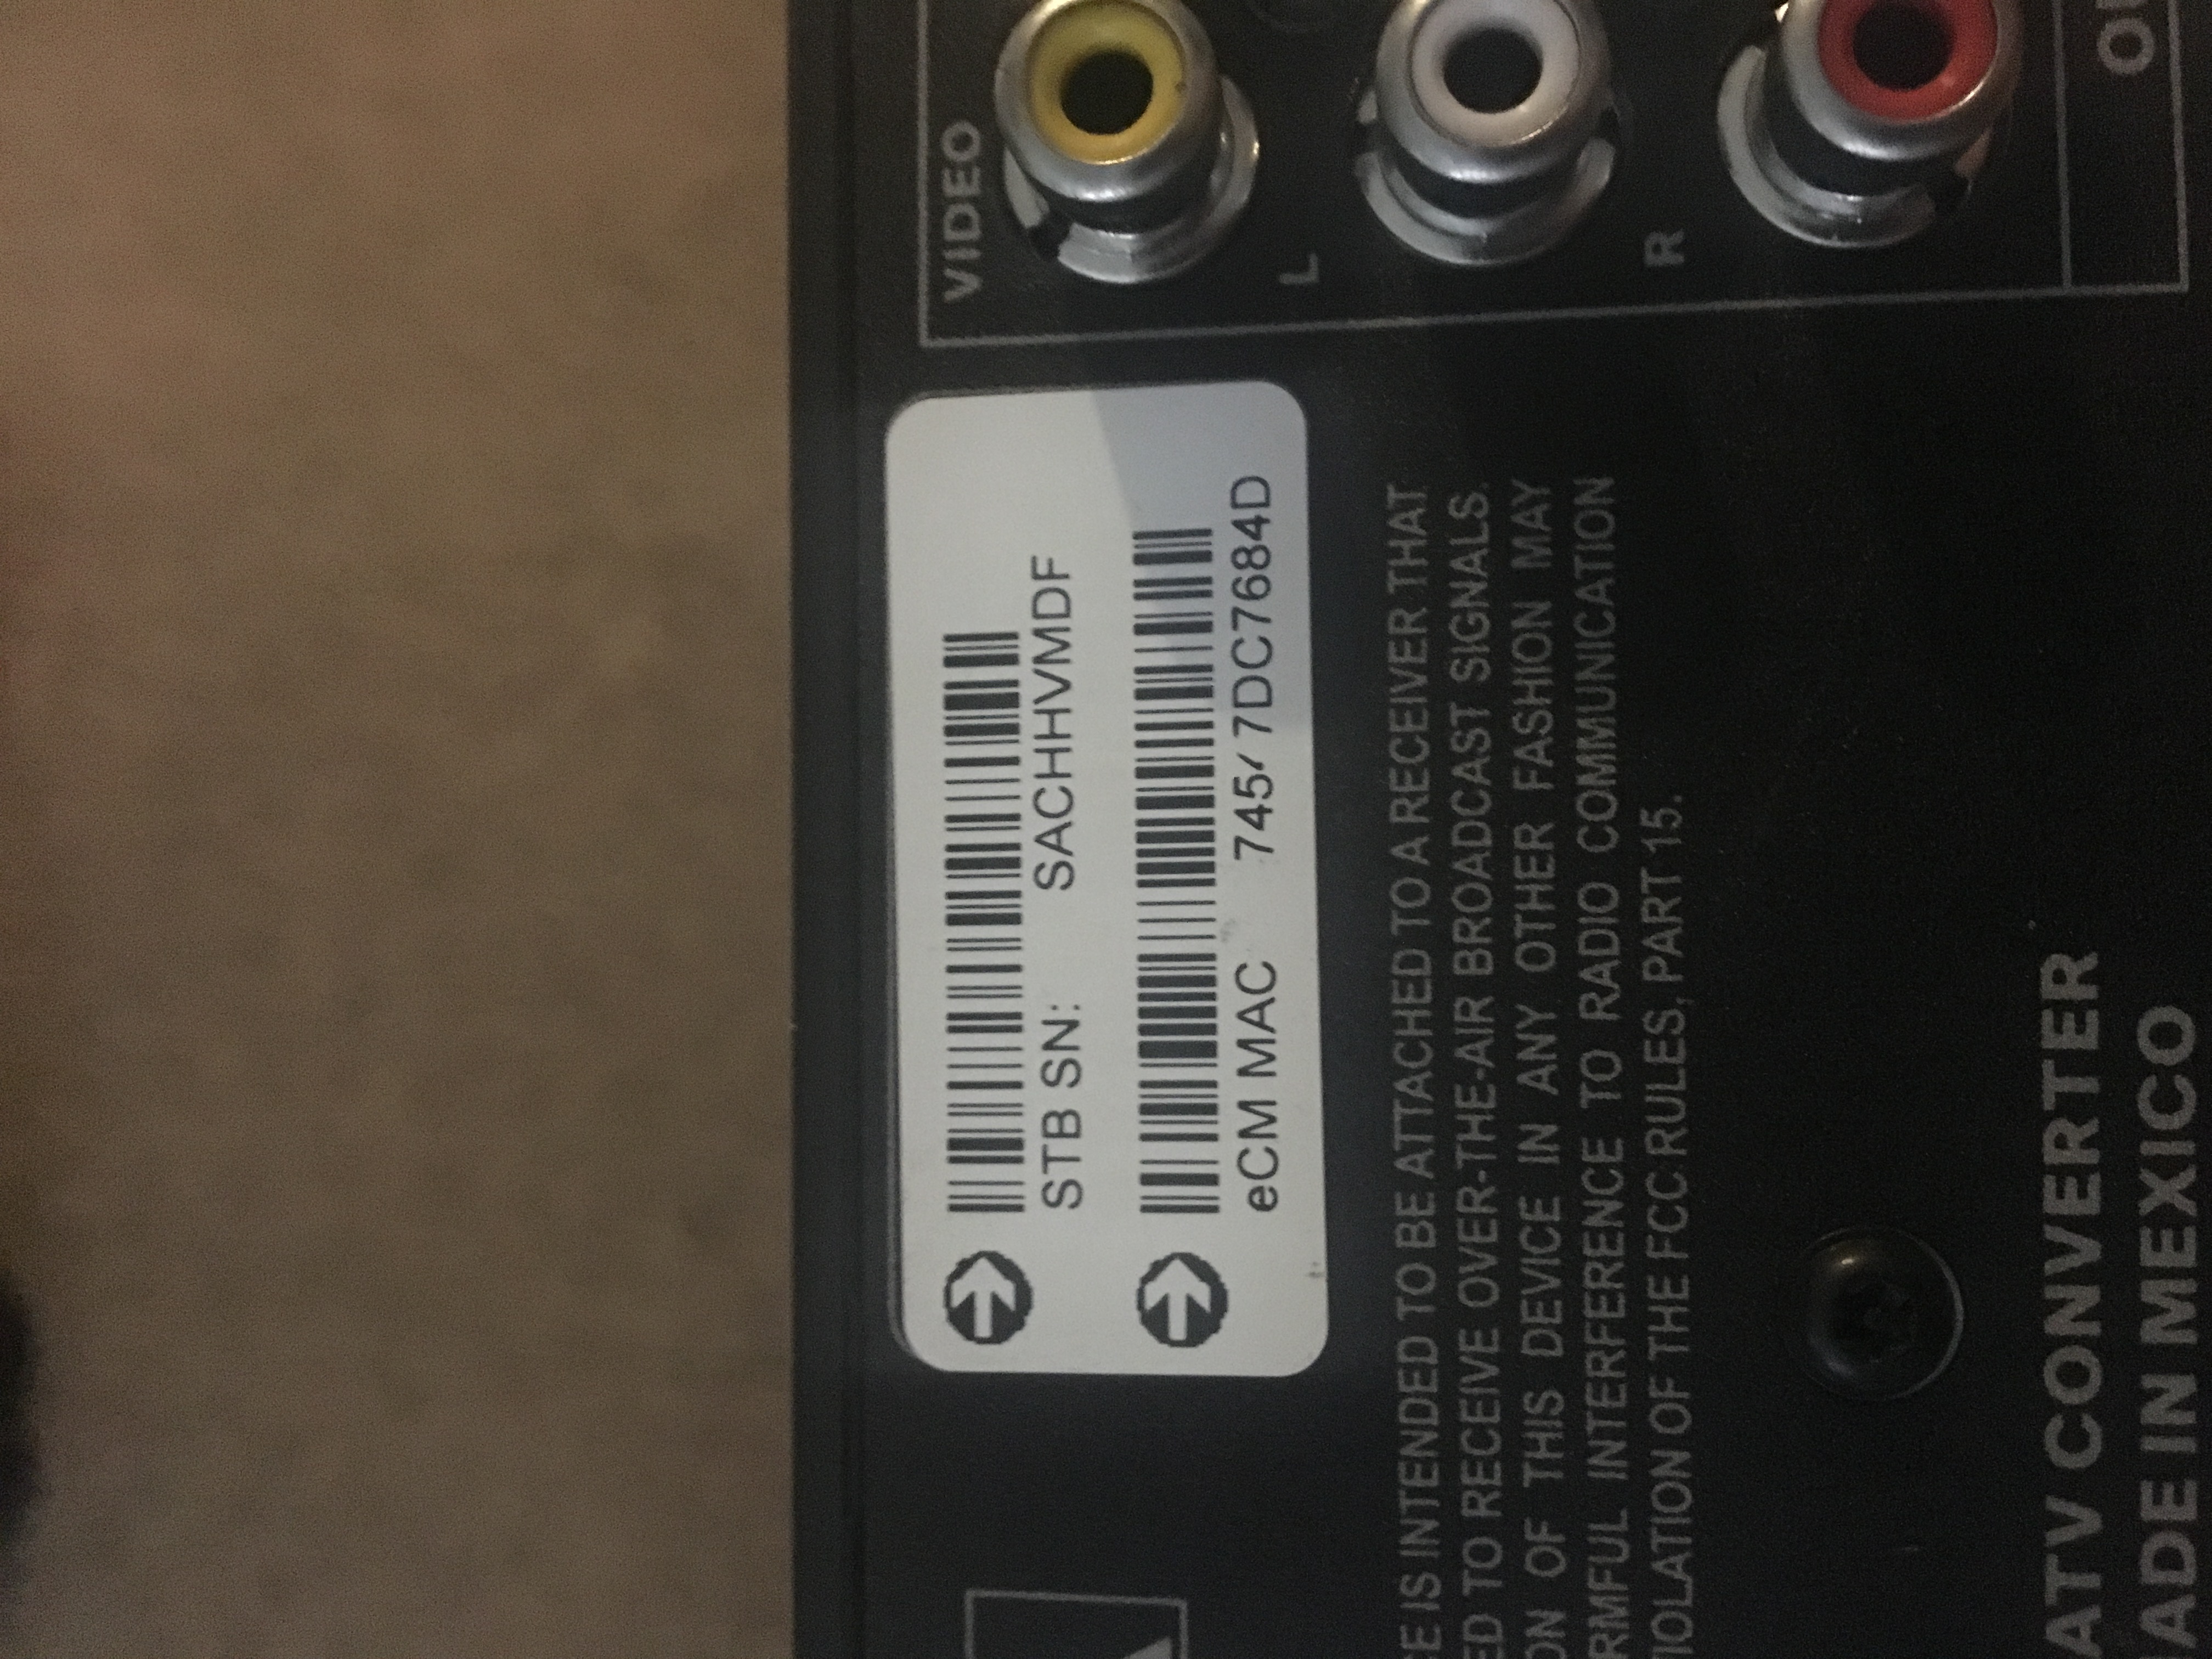 VIDEO
L
R
STB SN: SACHHVMDF
eCM MAC
IS INTENDED TO BE ATTACHED TO A RECEIVER THAT
TO RECEIVE OVER-THE-AIR BROADCAST SIGNALS.
OF THIS DEVICE IN ANY OTHER FASHION MAY
INTERFERENCE TO RADIO COMMUNICATION
OF THE FCC RULES, PART 15.
ATV CONVERTER
ADE IN MEXICO